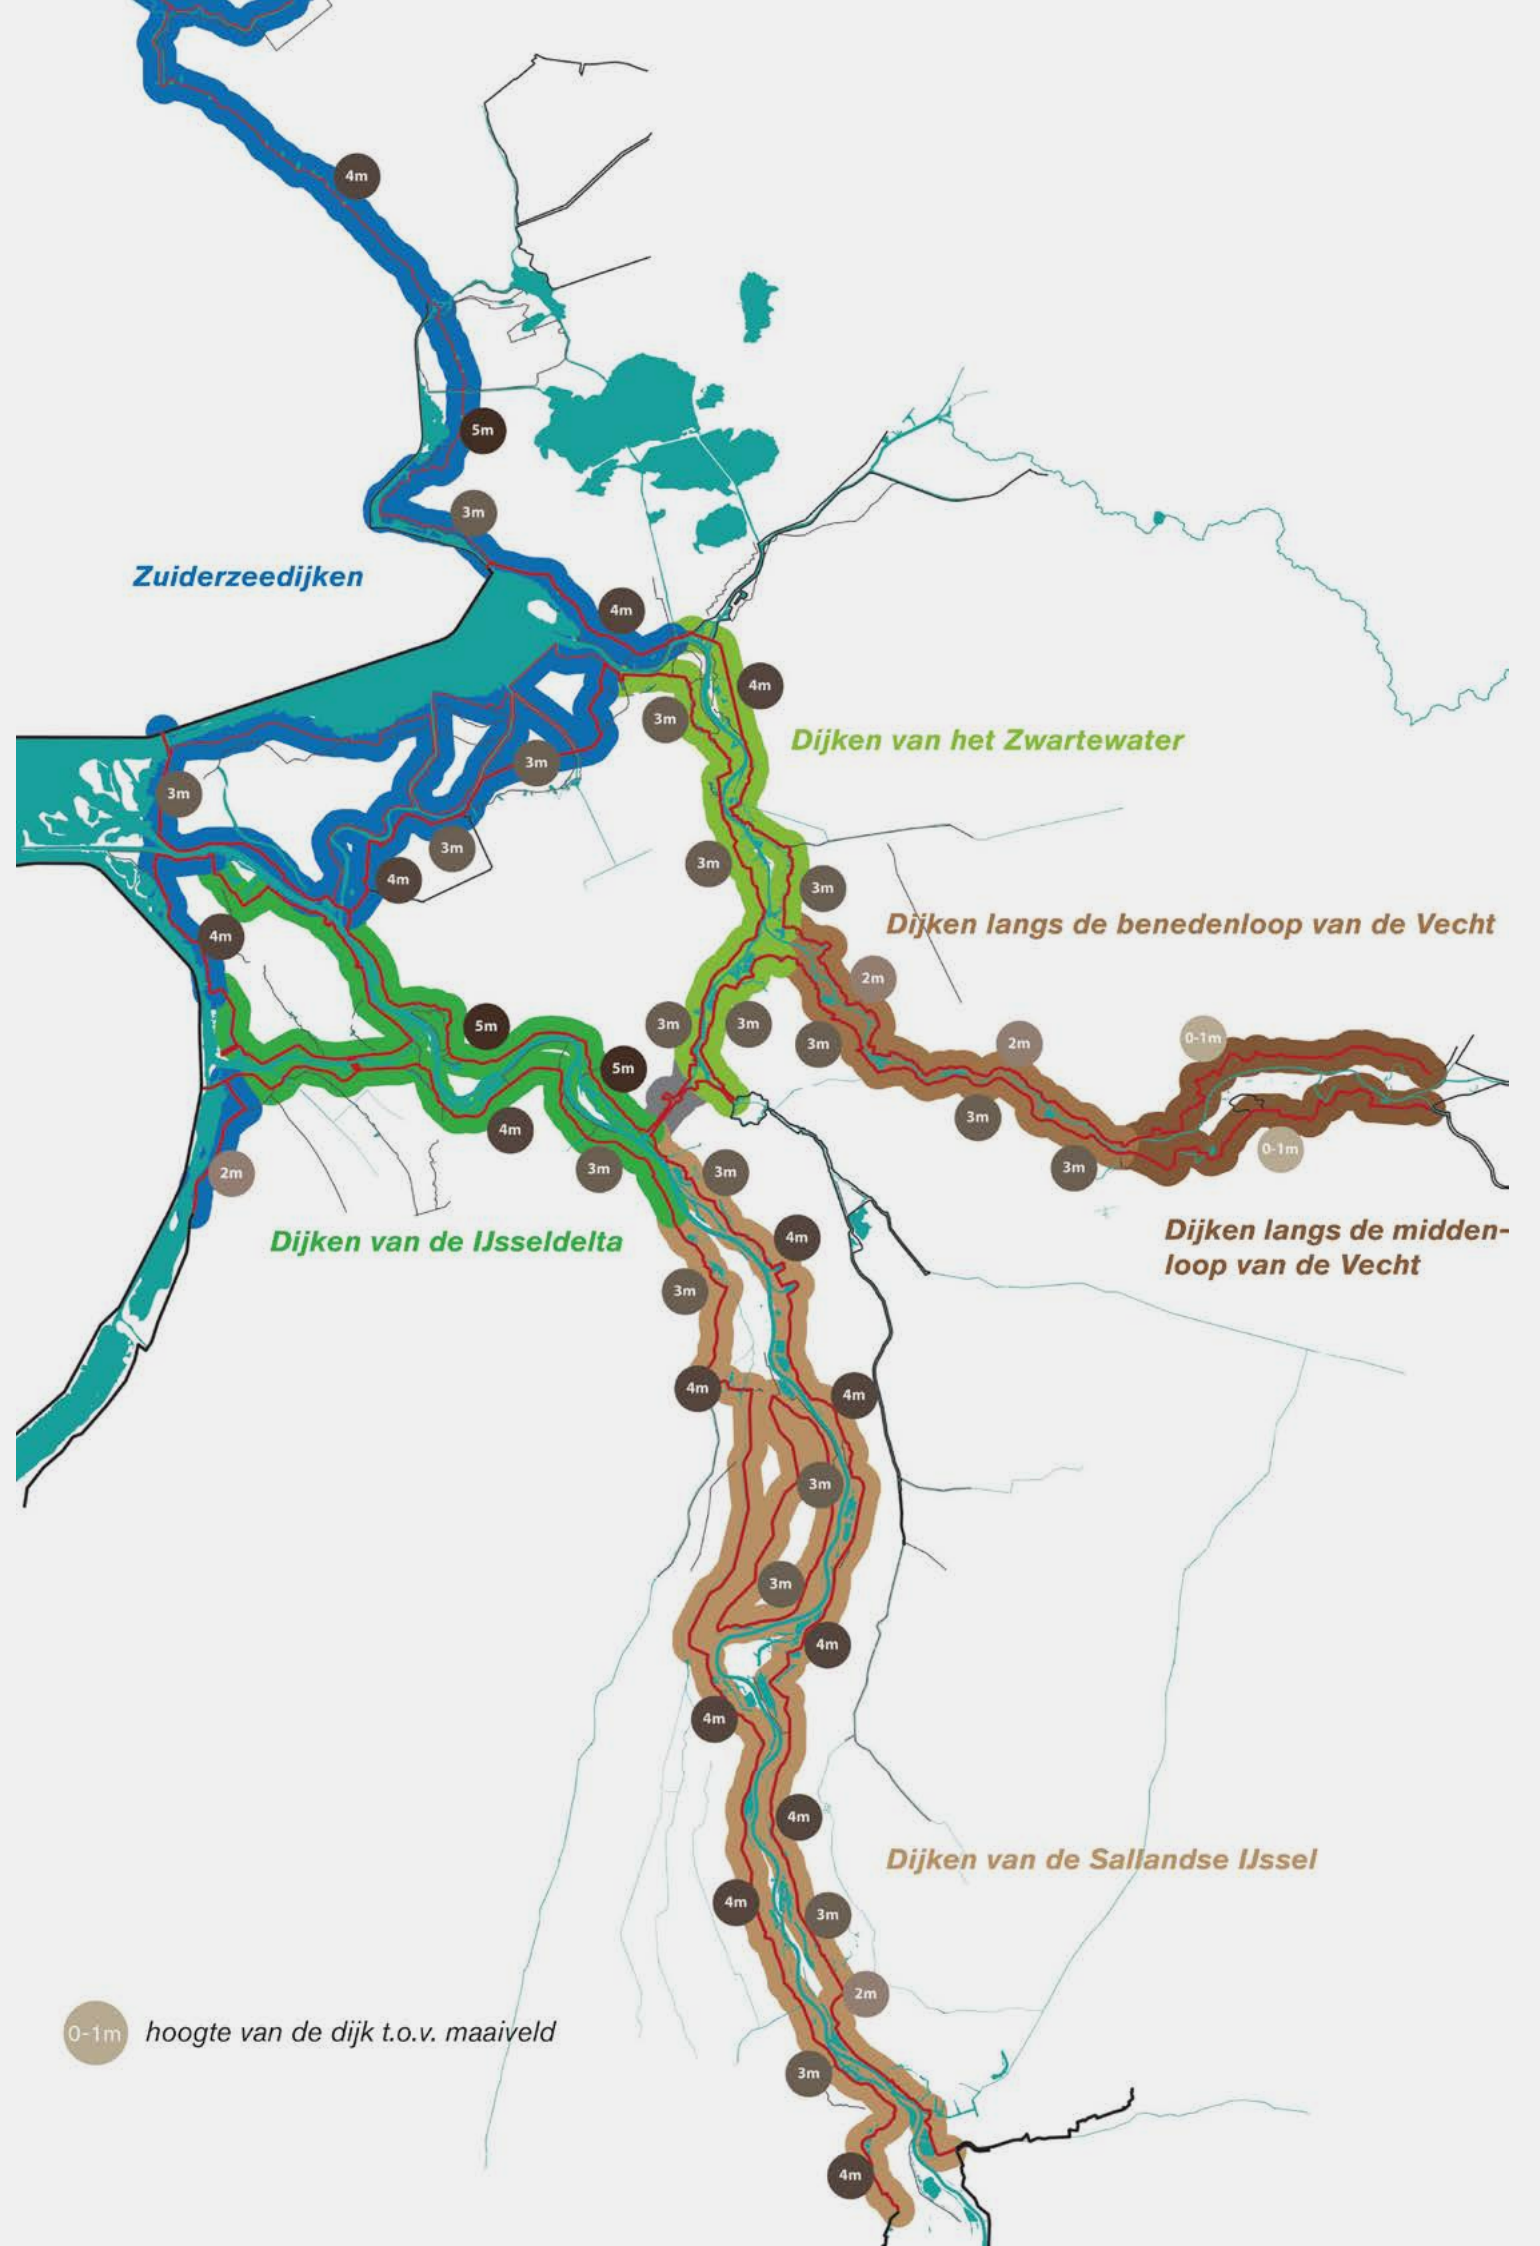 4m
5m
3m
Zuiderzeedijken
4m
4m
3m
Dijken van het Zwartewater
3m
3m
3m
3m
4m
3m
Dijken langs de benedenloop van de Vecht
4m
2m
5m
3m
3m
3m
2m
0-1m
5m
3m
4m
0-1m
3m
3m
3m
2m
Dijken van de IJsseldelta
4m
Dijken langs de midden-
loop van de Vecht
3m
4m
4m
3m
3m
4m
4m
4m
Dijken van de Sallandse IJssel
4m
3m
2m
0-1m hoogte van de dijk t.o.v. maaiveld
3m
4m